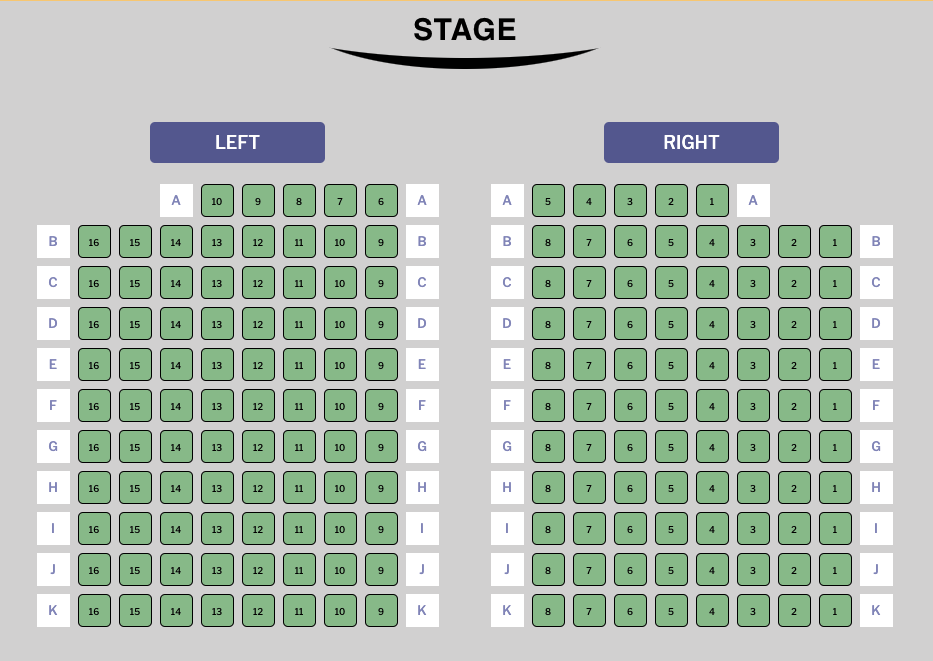 STAGE
LEFT RIGHT
A 10 9 8 7 6 A A 5 4 3 2 1 A
B 16 15 14 13 12 11 10 9 B B 8 7 6 5 4 3 2 1 B
C 16 15 14 13 12 11 10 9 C C 8 7 6 5 4 3 2 1 C
D 16 15 14 13 12 11 10 9 D D 8 7 6 5 4 3 2 1 D
E 16 15 14 13 12 11 10 9 E E 8 7 6 5 4 3 2 1 E
F 16 15 14 13 12 11 10 9 F F 8 7 6 5 4 3 2 1 F
G 16 15 14 13 12 11 10 9 G G 8 7 6 5 4 3 2 1 G
H 16 15 14 13 12 11 10 9 H H 8 7 6 5 4 3 2 1 H
I 16 15 14 13 12 11 10 9 I I 8 7 6 5 4 3 2 1 I
J 16 15 14 13 12 11 10 9 J J 8 7 6 5 4 3 2 1 J
K 16 15 14 13 12 11 10 9 K K 8 7 6 5 4 3 2 1 K